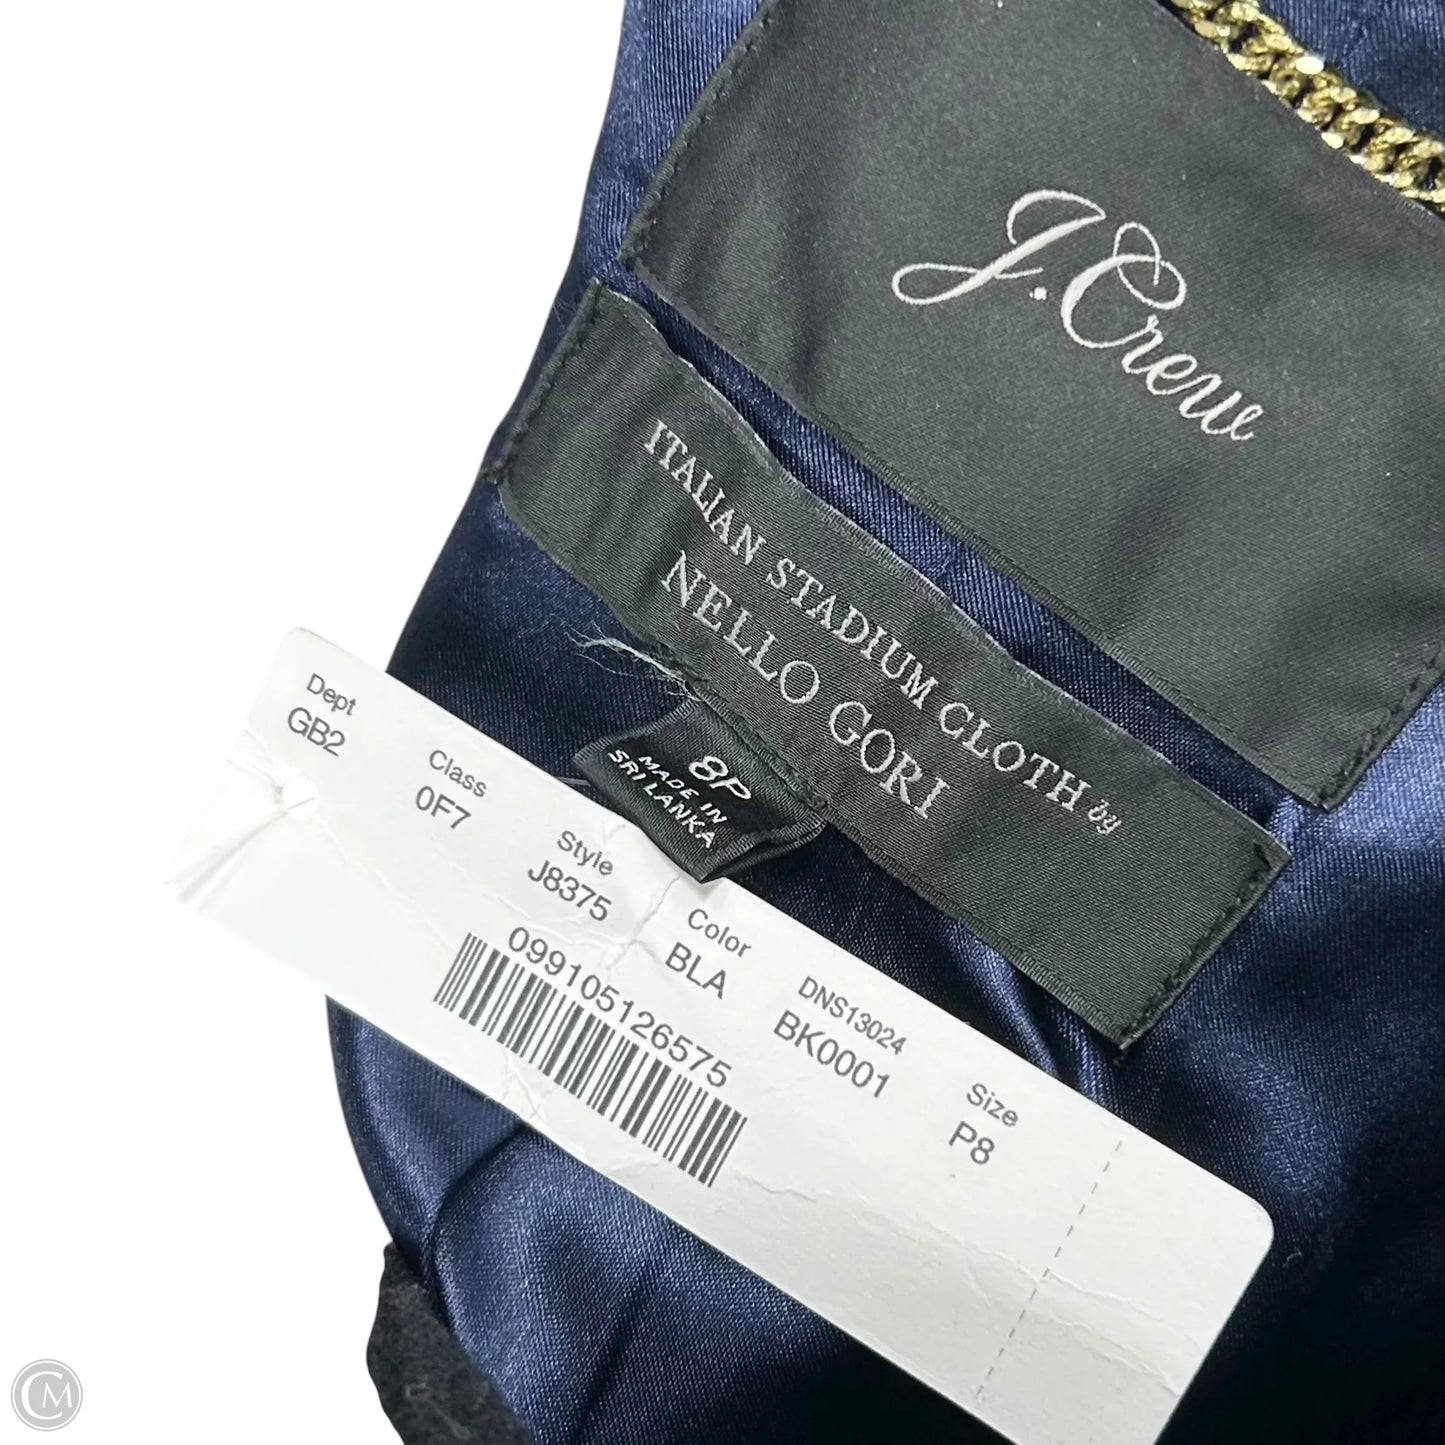 J.Crew
ITALIAN STADIUM CLOTH by
NELLO GORI
8P
MADE IN
SRI LANKA
Dept
GB2
Class
0F7
Style
J8375
Color
BLA
DNS13024
BK0001
Size
P8
099105126575
CM